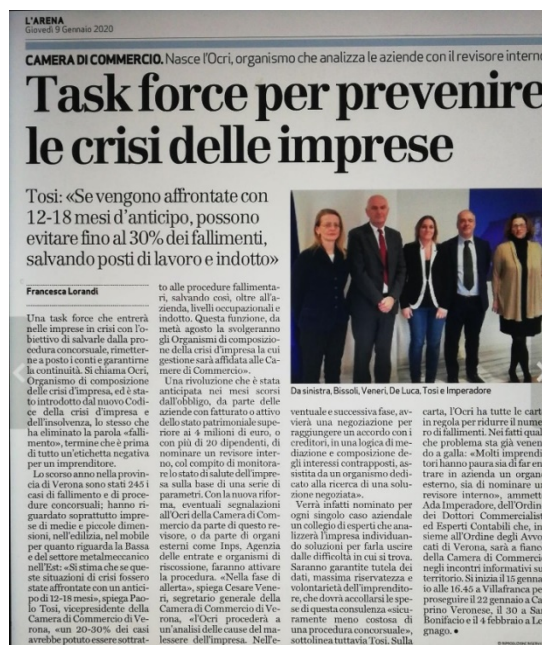 L'ARENA
Giovedì 9 Gennaio 2020
CAMERA DI COMMERCIO. Nasce l'Ocri, organismo che analizza le aziende con il revisore intern
Task force per prevenire
le crisi delle imprese
Tosi: «Se vengono affrontate con
12-18 mesi d'anticipo, possono
evitare fino al 30% dei fallimenti,
salvando posti di lavoro e indotto»
Da sinistra, Bissoli, Veneri, De Luca, Tosi e Imperadore
Francesca Lorandi
Una task force che entrerà
nelle imprese in crisi con l'o-
biettivo di salvarle dalla pro-
cedura concorsuale, rimetter-
ne a posto i conti e garantirne
la continuità. Si chiama Ocri,
Organismo di composizione
delle crisi d'impresa, ed è sta-
to introdotto dal nuovo Codi-
ce della crisi d'impresa e
dell'insolvenza, lo stesso che
ha eliminato la parola «falli-
mento», termine che è prima
di tutto un'etichetta negativa
per un imprenditore.
Lo scorso anno nella provin-
cia di Verona sono stati 245 i
casi di fallimento e di proce-
dure concorsuali; hanno ri-
guardato soprattutto impre-
se di medie e piccole dimen-
sioni, nell'edilizia, nel mobile
per quanto riguarda la Bassa
e del settore metalmeccanico
nell'Est: «Si stima che se que-
ste situazioni di crisi fossero
state affrontate con un antici-
po di 12-18 mesi», spiega Pao-
lo Tosi, vicepresidente della
Camera di Commercio di Ve-
rona, «un 20-30% dei casi
avrebbe potuto essere sottrat-
to alle procedure fallimenta-
ri, salvando così, oltre all'a-
zienda, livelli occupazionali e
indotto. Questa funzione, da
metà agosto la svolgeranno
gli Organismi di composizio-
ne della crisi d'impresa la cui
gestione sarà affidata alle Ca-
mere di Commercio».
Una rivoluzione che è stata
anticipata nei mesi scorsi
dall'obbligo, da parte delle
aziende con fatturato o attivo
dello stato patrimoniale supe-
riore ai 4 milioni di euro, o
con più di 20 dipendenti, di
nominare un revisore inter-
no, col compito di monitora-
re lo stato di salute dell'impre-
sa sulla base di una serie di
parametri. Con la nuova rifor-
ma, eventuali segnalazioni
all'Ocri della Camera di Com-
mercio da parte di questo re-
visore, o da parte di organi
esterni come Inps, Agenzia
delle entrate e organismi di
riscossione, faranno attivare
la procedura. «Nella fase di
allerta», spiega Cesare Vene-
ri, segretario generale della
Camera di Commercio di Ve-
rona, «l'Ocri procederà a
un'analisi delle cause del ma-
lessere dell'impresa. Nell'e-
ventuale e successiva fase, av-
vierà una negoziazione per
raggiungere un accordo con i
creditori, in una logica di me-
diazione e composizione de-
gli interessi contrapposti, as-
sistita da un organismo dedi-
cato alla ricerca di una solu-
zione negoziata».
Verrà infatti nominato per
ogni singolo caso aziendale
un collegio di esperti che ana-
lizzerà l'impresa individuan-
do soluzioni per farla uscire
dalle difficoltà in cui si trova.
Saranno garantite tutela dei
dati, massima riservatezza e
volontarietà dell'imprendito-
re, che dovrà accollarsi le spe-
se di questa consulenza «sicu-
ramente meno costosa di
una procedura concorsuale»,
sottolinea tuttavia Tosi. Sulla
carta, l'Ocri ha tutte le carte
in regola per ridurre il nume
ro di fallimenti. Nei fatti qual
che problema sta già venen
do a galla: «Molti imprendi
tori hanno paura sia di far en
trare in azienda un organo
esterno, sia di nominare u
revisore interno», ammett
Ada Imperadore, dell'Ordin
dei Dottori Commercialist
ed Esperti Contabili che, in
sieme all'Ordine degli Avvo
cati di Verona, sarà a fianc
della Camera di Commerci
negli incontri informativi su
territorio. Si inizia il 15 genna
io alle 16.45 a Villafranca pe
proseguire il 22 gennaio a Ca
prino Veronese, il 30 a Sa
Bonifacio e il 4 febbraio a Le
gnago. •